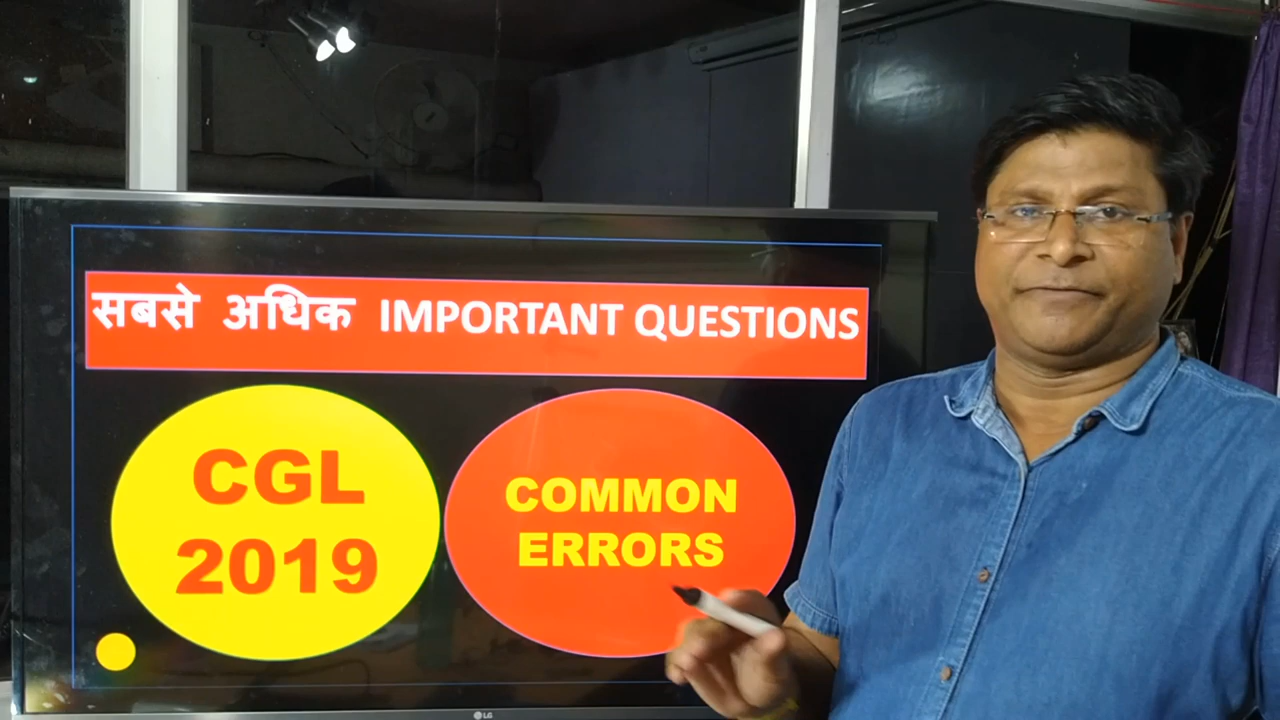 सबसे अधिक IMPORTANT QUESTIONS
CGL
2019
COMMON
ERRORS
LG